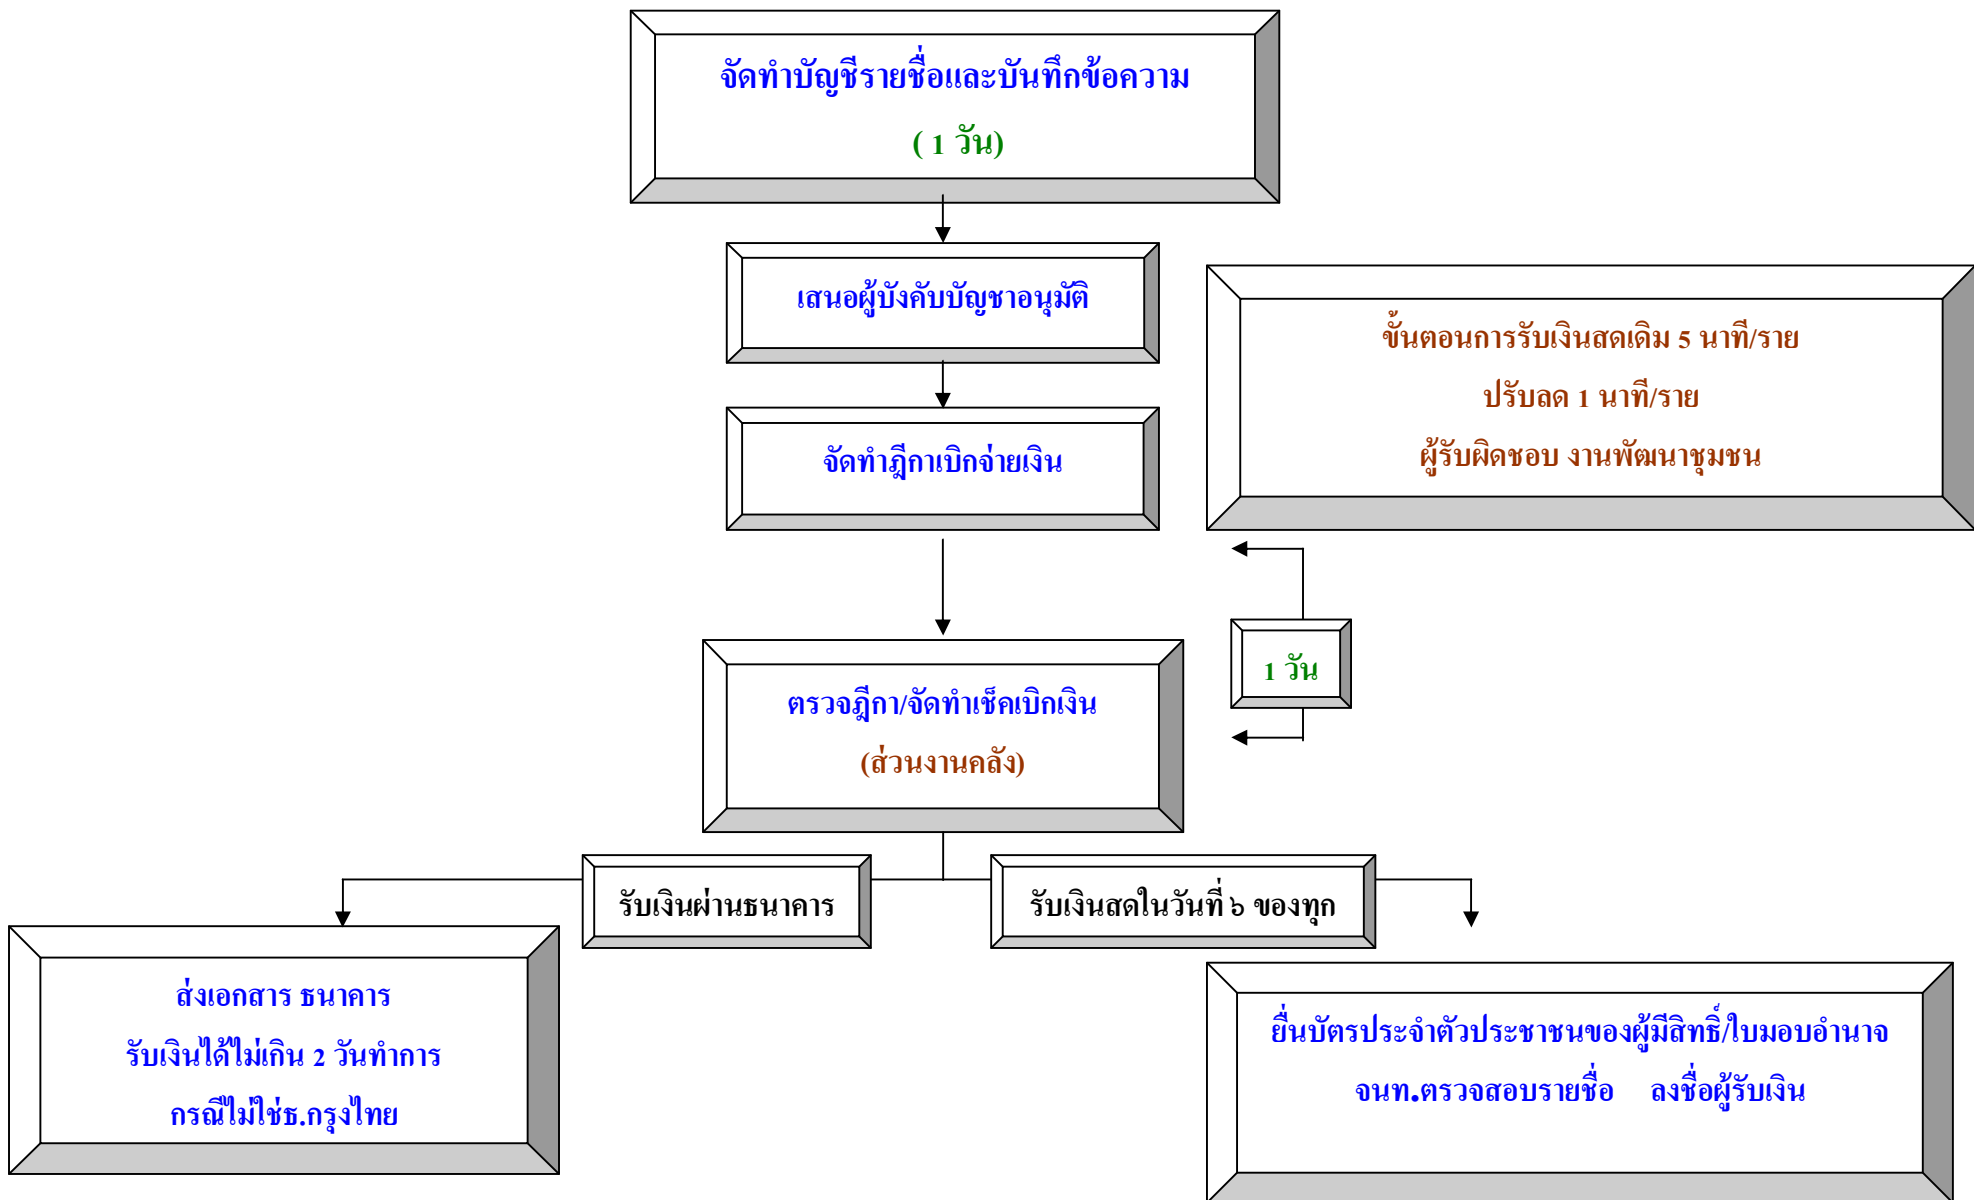 จัดทำบัญชีรายชื่อและบันทึกข้อความ
( 1 วัน)
เสนอผู้บังคับบัญชาอนุมัติ
ขั้นตอนการรับเงินสดเดิม 5 นาที/ราย
ปรับลด 1 นาที/ราย
ผู้รับผิดชอบ งานพัฒนาชุมชน
จัดทำฎีกาเบิกจ่ายเงิน
1 วัน
ตรวจฎีกา/จัดทำเช็คเบิกเงิน
(ส่วนงานคลัง)
รับเงินผ่านธนาคาร
รับเงินสดในวันที่ ๖ ของทุก
ส่งเอกสาร ธนาคาร
รับเงินได้ไม่เกิน 2 วันทำการ
กรณีไม่ใช่ธ.กรุงไทย
ยื่นบัตรประจำตัวประชาชนของผู้มีสิทธิ์/ใบมอบอำนาจ
จนท.ตรวจสอบรายชื่อ ลงชื่อผู้รับเงิน